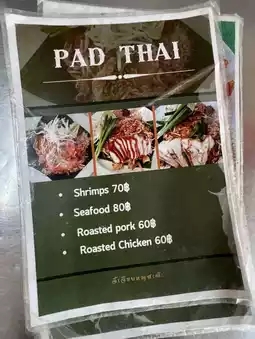 PAD THAI
• Shrimps 70฿
• Seafood 80฿
• Roasted pork 60฿
• Roasted Chicken 60฿